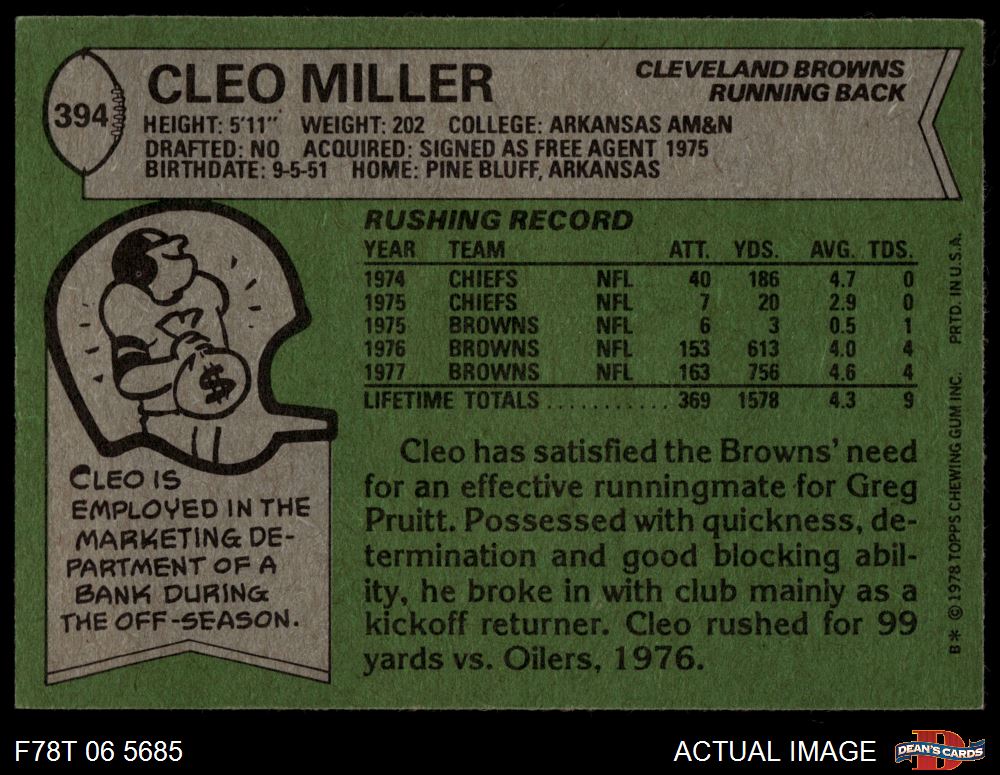 394
CLEO MILLER
CLEVELAND BROWNS
RUNNING BACK
HEIGHT: 5'11" WEIGHT: 202 COLLEGE: ARKANSAS AM&N
DRAFTED: NO ACQUIRED: SIGNED AS FREE AGENT 1975
BIRTHDATE: 9-5-51 HOME: PINE BLUFF, ARKANSAS
RUSHING RECORD
YEAR TEAM ATT. YDS. AVG. TDS.
1974 CHIEFS NFL 40 186 4.7 0
1975 CHIEFS NFL 7 20 2.9 0
1975 BROWNS NFL 6 3 0.5 1
1976 BROWNS NFL 153 613 4.0 4
1977 BROWNS NFL 163 756 4.6 4
LIFETIME TOTALS ........... 369 1578 4.3 9
$
CLEO IS
EMPLOYED IN THE
MARKETING DE-
PARTMENT OF A
BANK DURING
THE OFF-SEASON.
Cleo has satisfied the Browns' need
for an effective runningmate for Greg
Pruitt. Possessed with quickness, de-
termination and good blocking abil-
ity, he broke in with club mainly as a
kickoff returner. Cleo rushed for 99
yards vs. Oilers, 1976.
B* © 1978 TOPPS CHEWING GUM INC. PRTD. IN U.S.A.
F78T 06 5685
ACTUAL IMAGE
DEAN'S CARDS